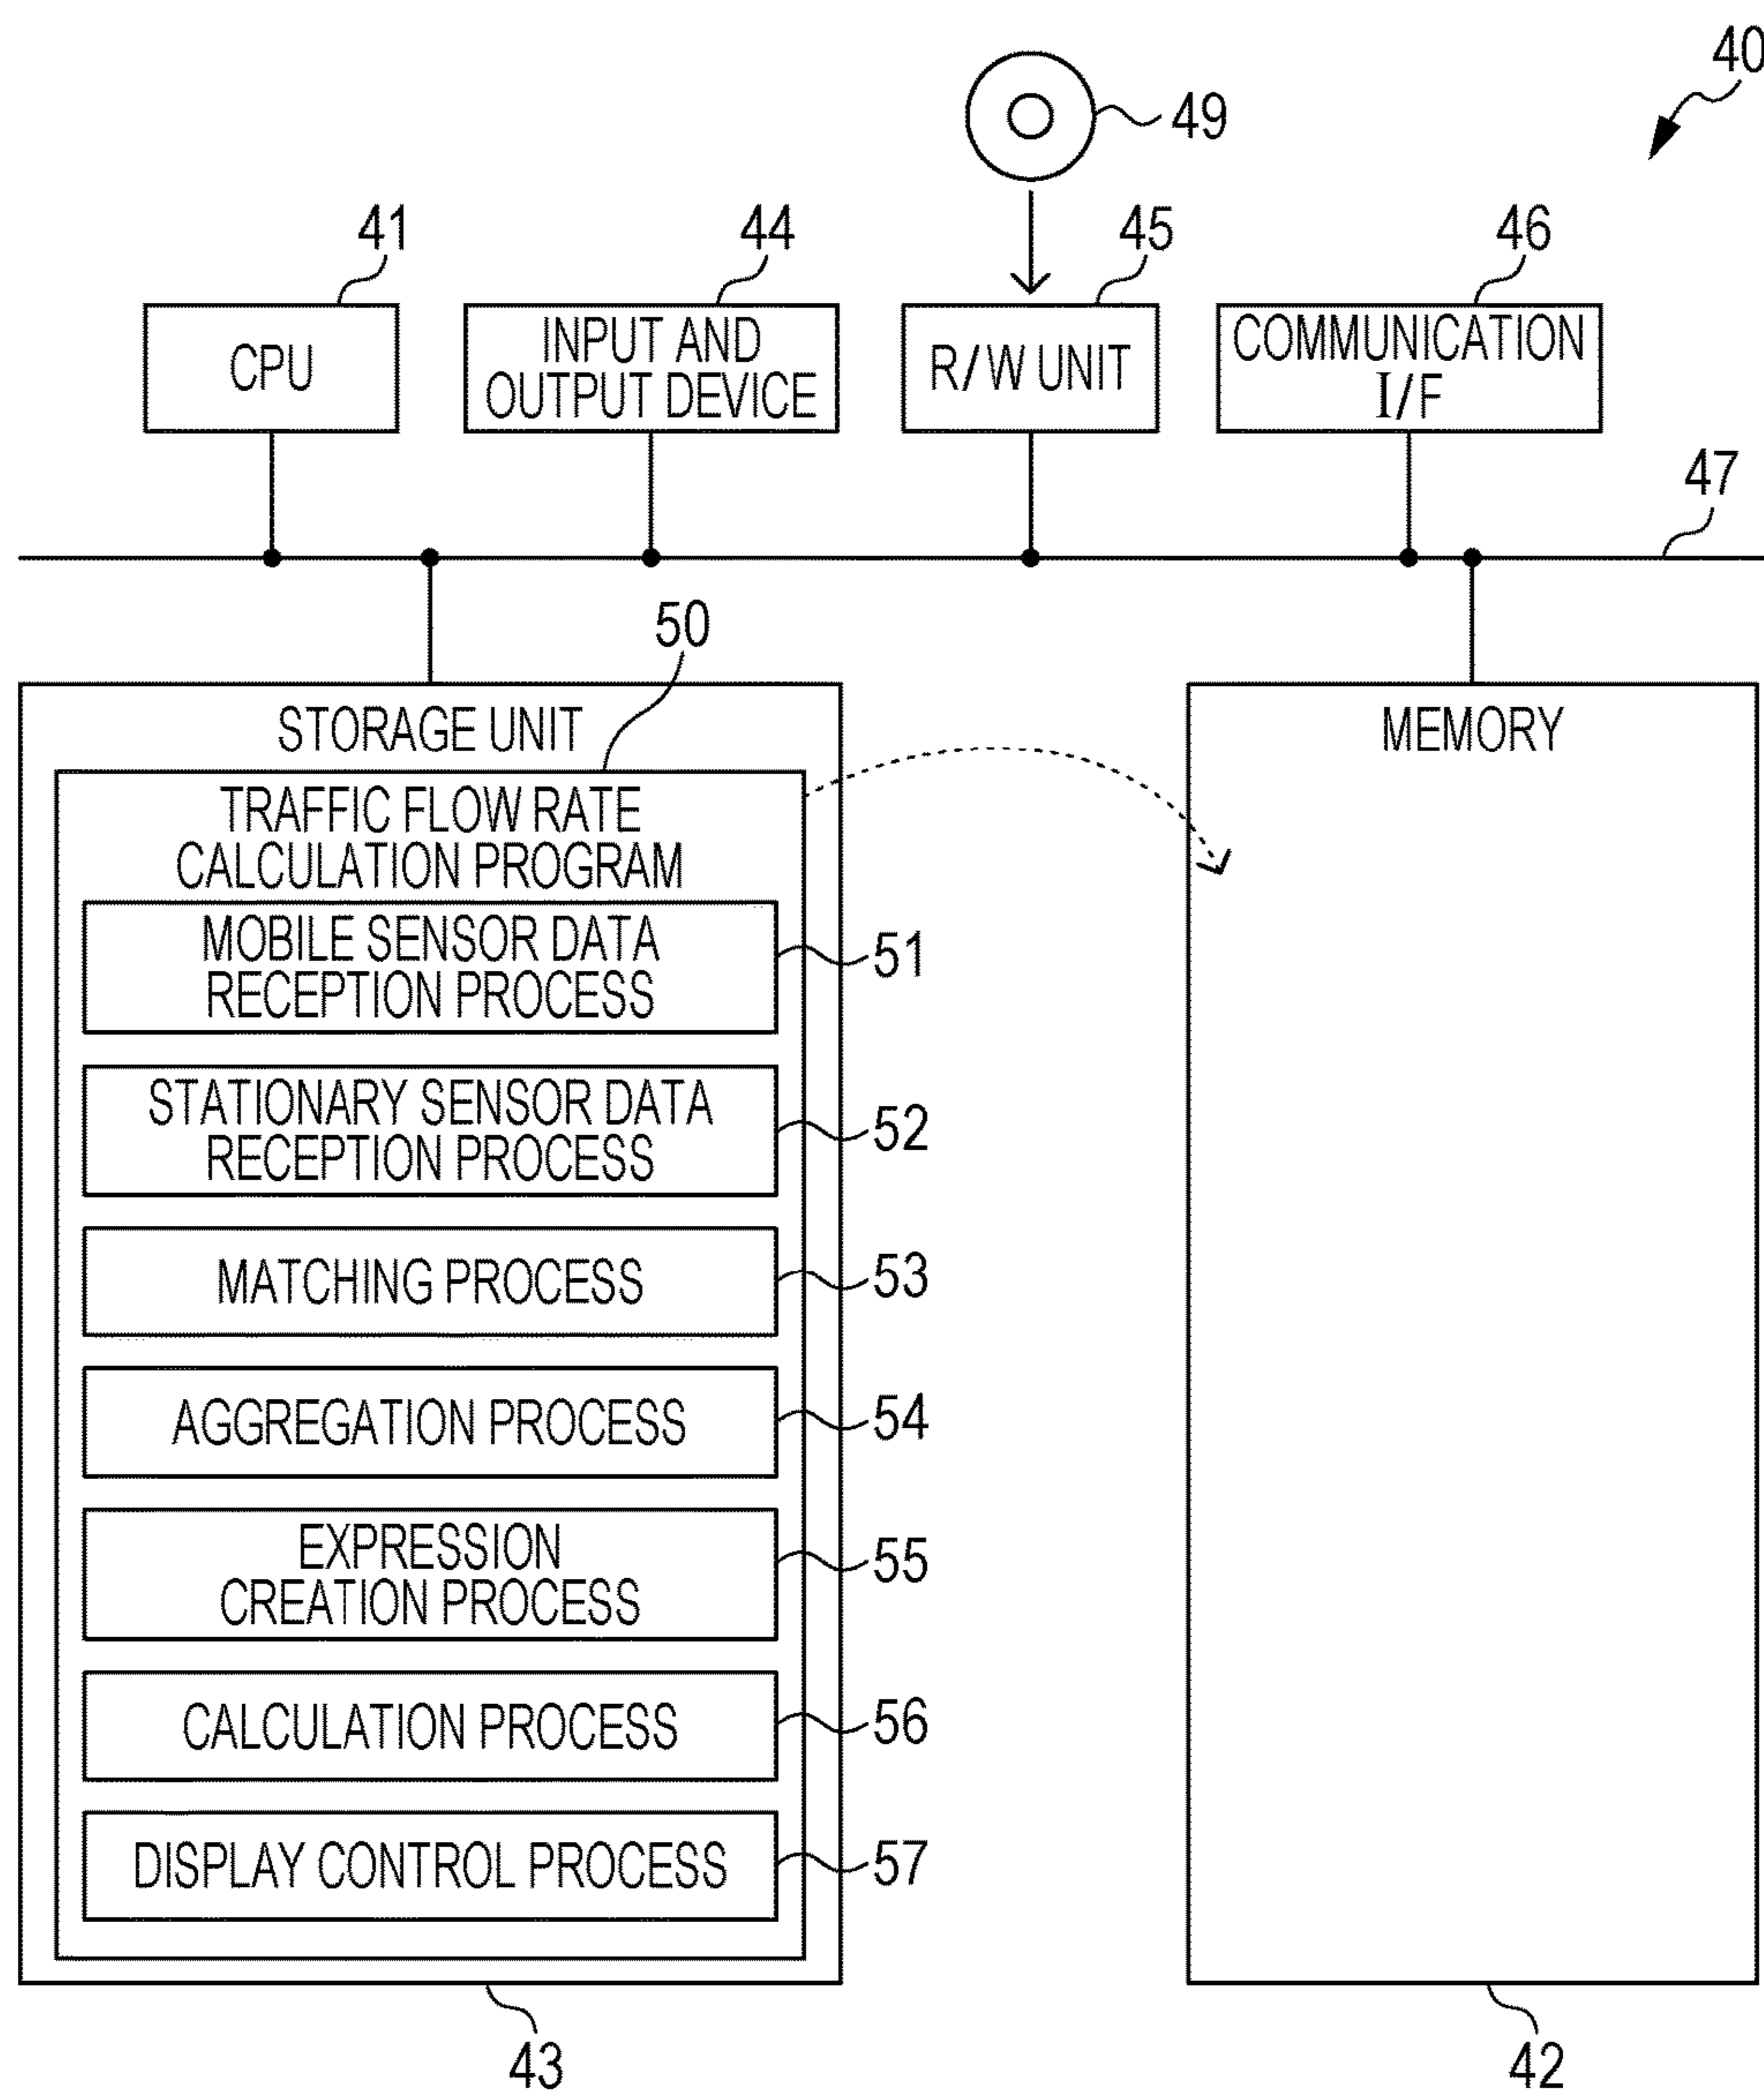 40
49
41
44
45
46
CPU
INPUT AND
OUTPUT DEVICE
R/W UNIT
COMMUNICATION
I/F
47
50
STORAGE UNIT
MEMORY
TRAFFIC FLOW RATE
CALCULATION PROGRAM
MOBILE SENSOR DATA
RECEPTION PROCESS
51
STATIONARY SENSOR DATA
RECEPTION PROCESS
52
MATCHING PROCESS
53
AGGREGATION PROCESS
54
EXPRESSION
CREATION PROCESS
55
CALCULATION PROCESS
56
DISPLAY CONTROL PROCESS
57
43
42